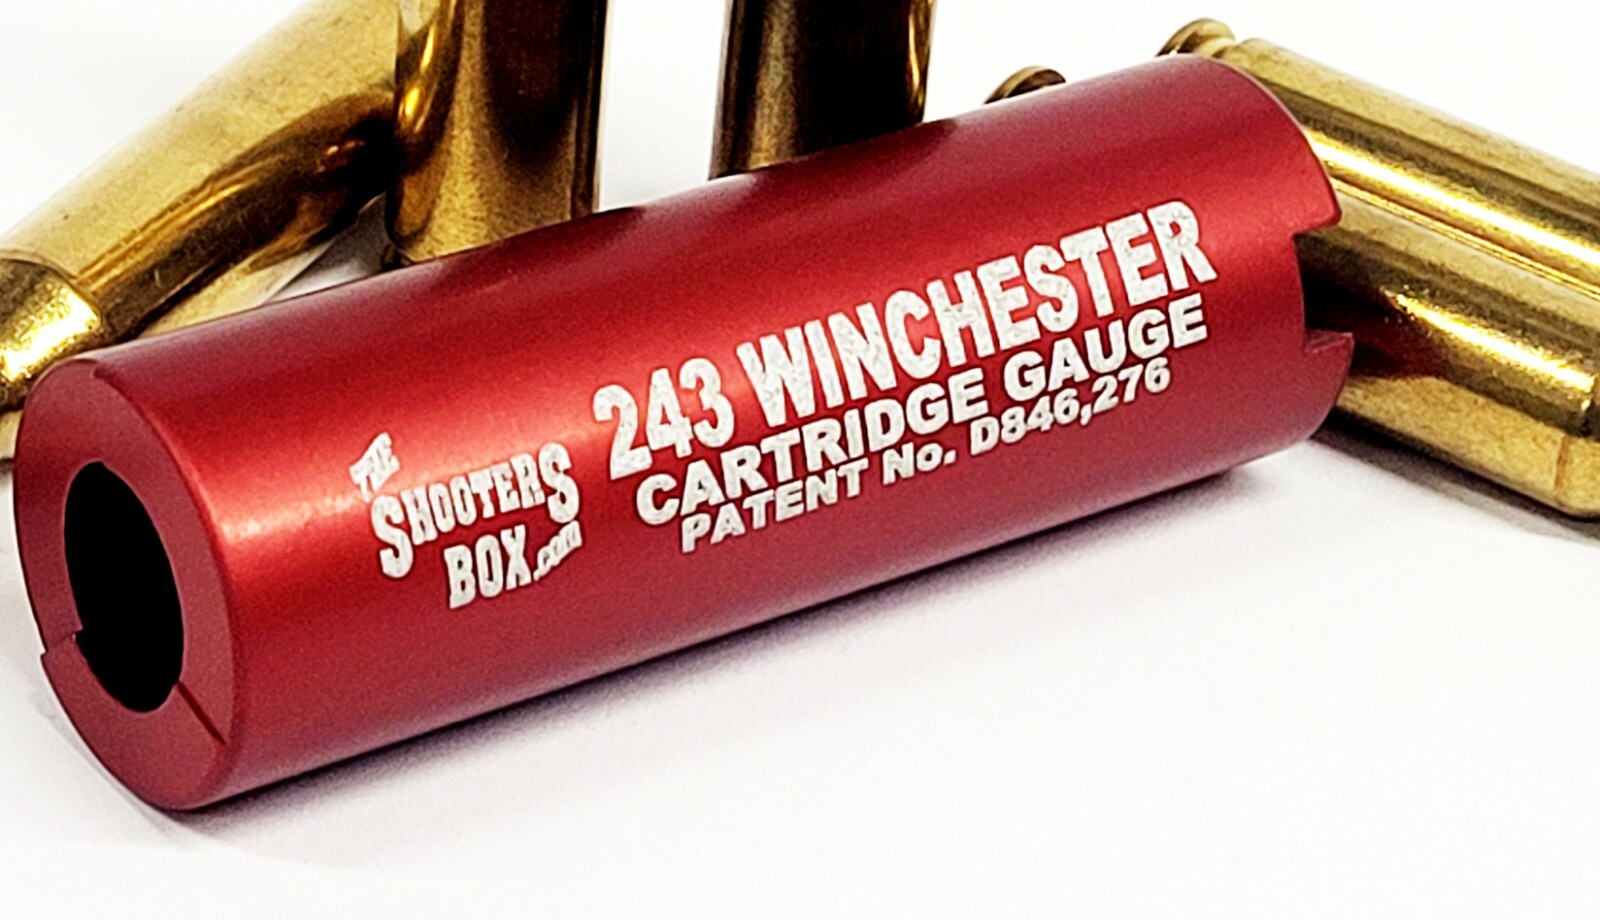 THE
SHOOTERS
BOX.com
243 WINCHESTER
CARTRIDGE GAUGE
PATENT No. D846,276